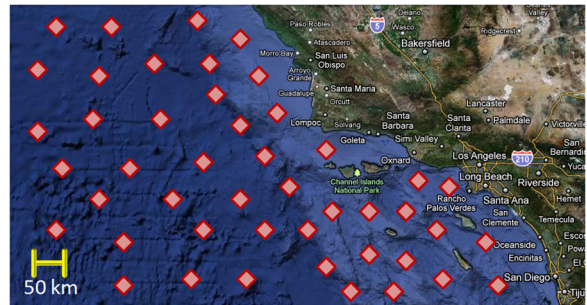 Delano
Paso Robles
Wasco
Ridgecrest
Valley
5
Atascadero
Bakersfield
Morro Bay
San Luis
Obispo
Arroyo
Grande
Santa Maria
Guadalupe
Orcutt
Lancaster
Lompoc
Solvang
Santa
Barbara
Santa
Clarita
Palmdale
Victorville
Goleta
Simi Valley
San
Bernardino
Oxnard
Los Angeles
210
Channel Islands
National Park
Long Beach
Riverside
Rancho
Palos Verdes
Santa Ana
Hemet
San
Clemente
Temecula
Oceanside
Encinitas
San Diego
50 km